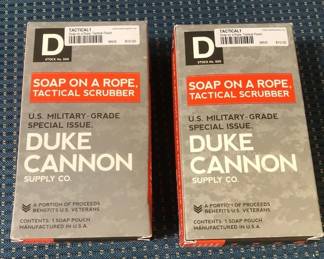 D
TACTICAL1
SOAP ON A ROPE,
TACTICAL SCRUBBER
U.S. MILITARY-GRADE
SPECIAL ISSUE.
DUKE
CANNON
SUPPLY CO.
A PORTION OF PROCEEDS
BENEFITS U.S. VETERANS
CONTENTS: 1 SOAP POUCH
MANUFACTURED IN U.S.A.
D
TACTICAL1
SOAP ON A ROPE,
TACTICAL SCRUBBER
U.S. MILITARY-GRADE
SPECIAL ISSUE.
DUKE
CANNON
SUPPLY CO.
A PORTION OF PROCEEDS
BENEFITS U.S. VETERANS
CONTENTS: 1 SOAP POUCH
MANUFACTURED IN U.S.A.